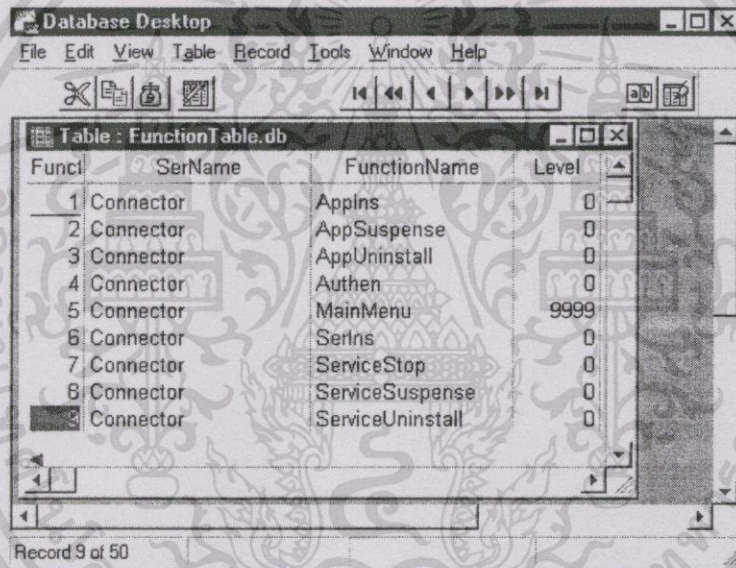 Database Desktop
File Edit View Table Record Tools Window Help
Table : FunctionTable.db
Funcl SerName FunctionName Level
1 Connector AppIns 0
2 Connector AppSuspense 0
3 Connector AppUninstall 0
4 Connector Authen 0
5 Connector MainMenu 9999
6 Connector SerIns 0
7 Connector ServiceStop 0
8 Connector ServiceSuspense 0
9 Connector ServiceUninstall 0
Record 9 of 50